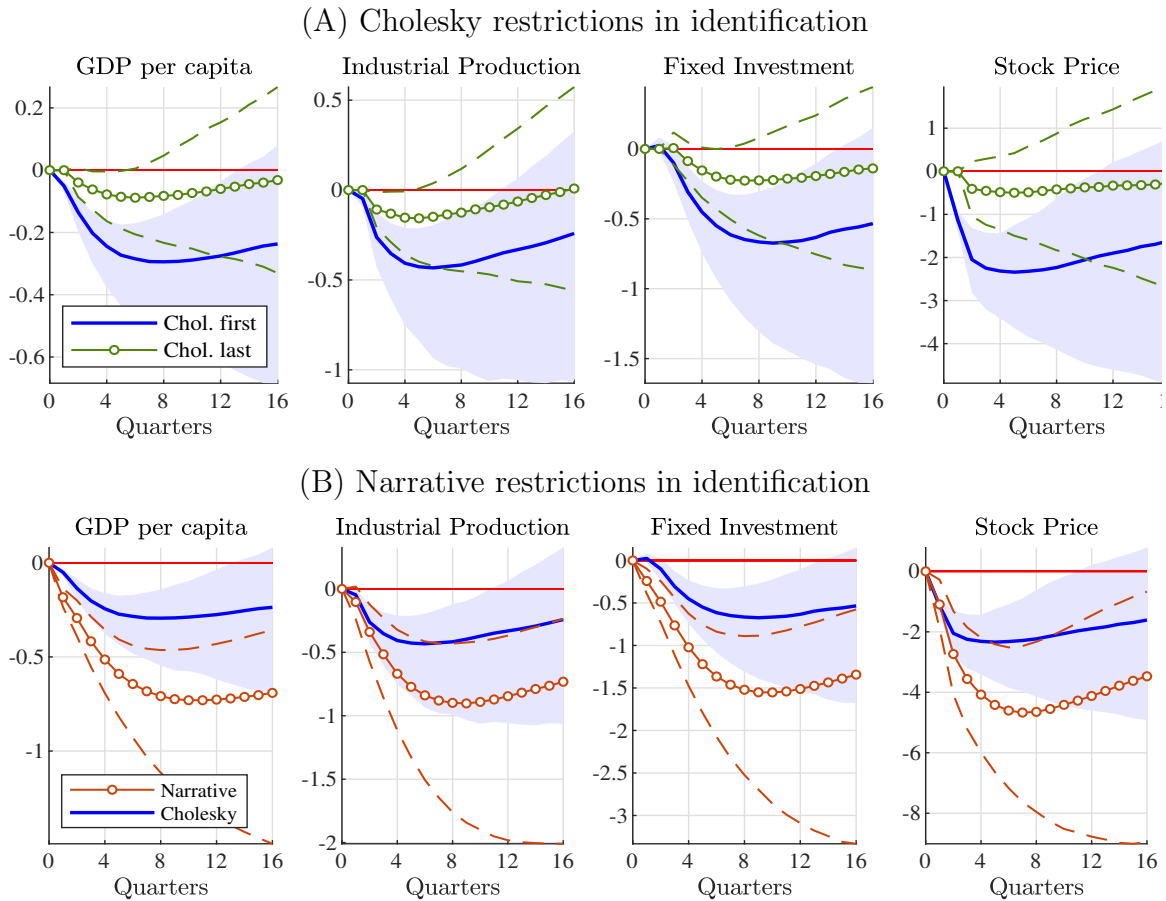 (A) Cholesky restrictions in identification
GDP per capita
Industrial Production
Fixed Investment
Stock Price
0.2
0
-0.2
-0.4
-0.6
Chol. first
Chol. last
0 4 8 12 16
Quarters
0.5
0
-0.5
-1
0 4 8 12 16
Quarters
0
-0.5
-1
-1.5
0 4 8 12 16
Quarters
1
0
-1
-2
-3
-4
0 4 8 12
Quarters
(B) Narrative restrictions in identification
GDP per capita
Industrial Production
Fixed Investment
Stock Price
0
-0.5
-1
Narrative
Cholesky
0 4 8 12 16
Quarters
0
-0.5
-1
-1.5
-2
0 4 8 12 16
Quarters
0
-0.5
-1
-1.5
-2
-2.5
-3
0 4 8 12 16
Quarters
0
-2
-4
-6
-8
0 4 8 12 16
Quarters